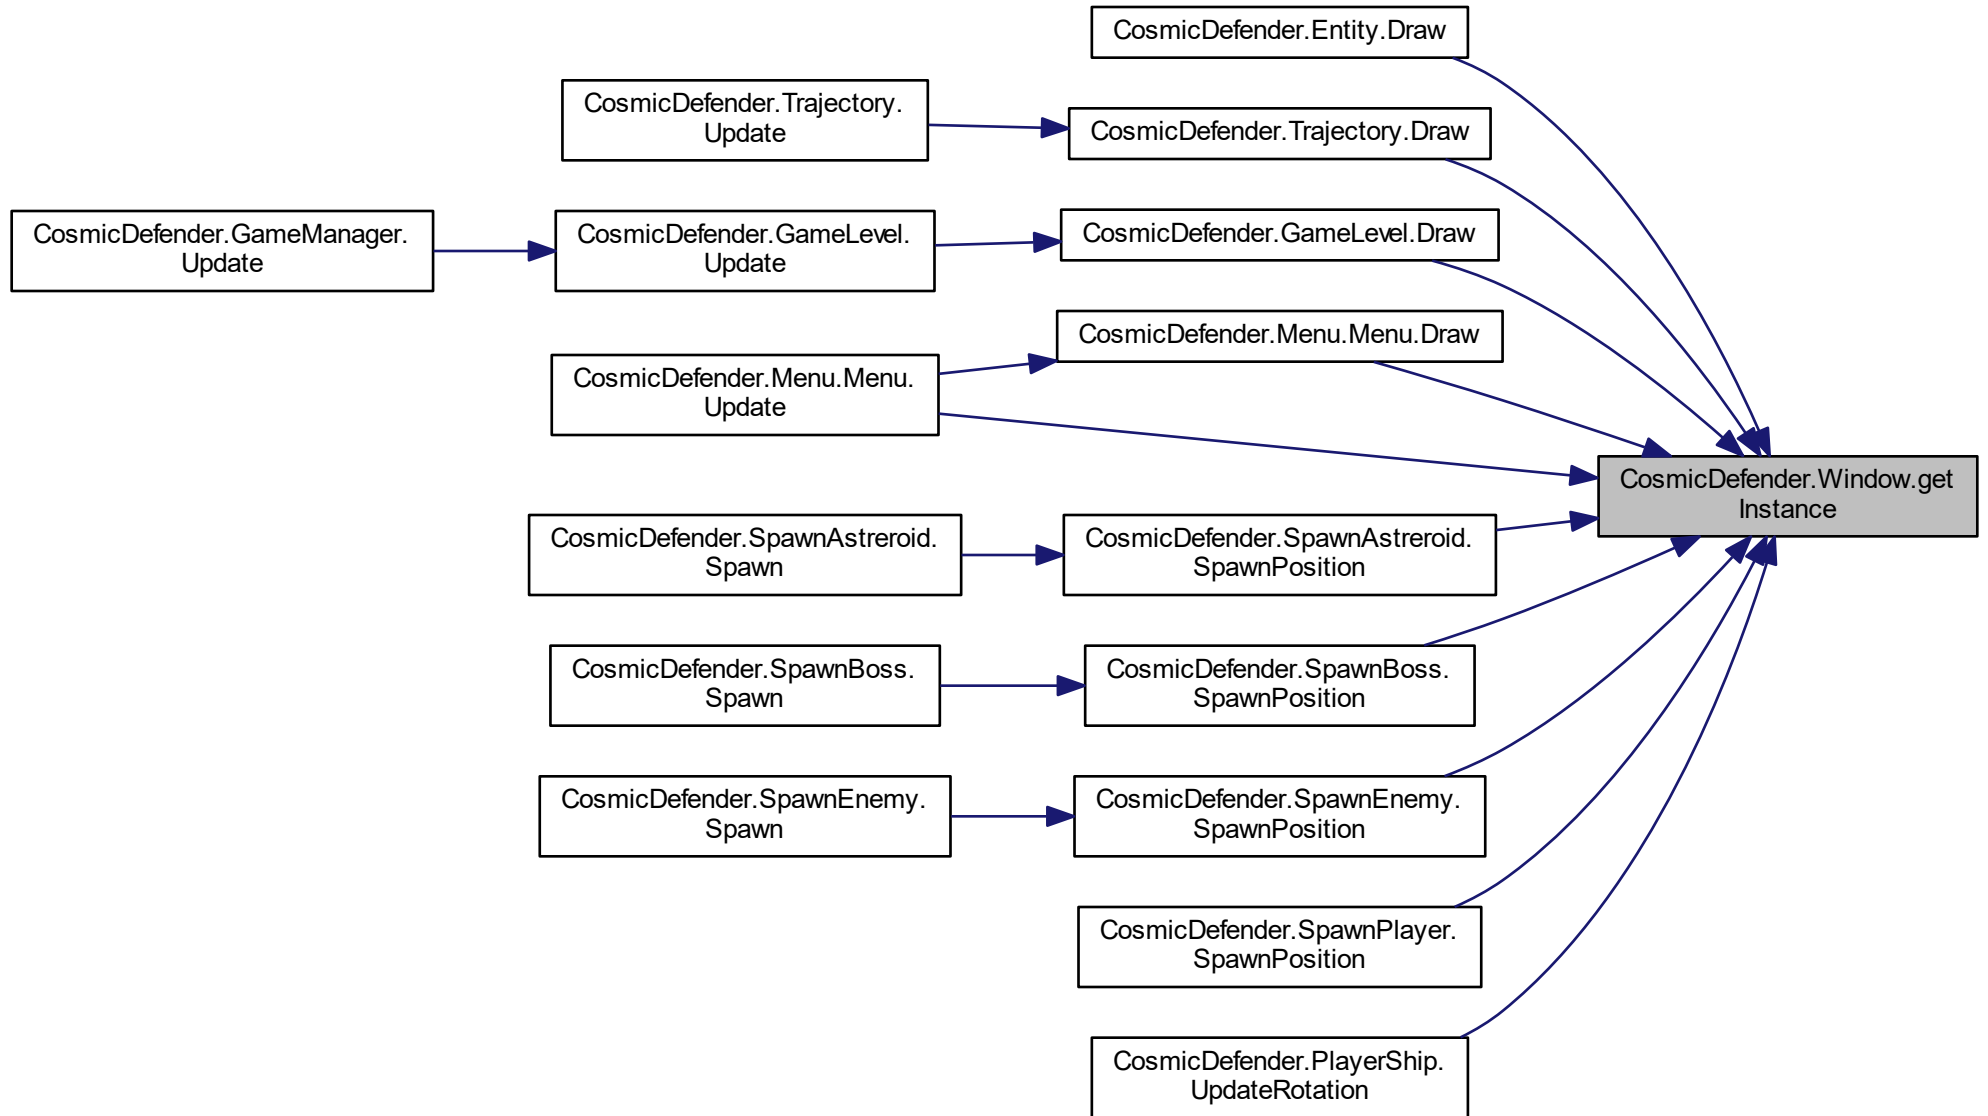 CosmicDefender.Entity.Draw
CosmicDefender.Trajectory.
Update
CosmicDefender.Trajectory.Draw
CosmicDefender.GameManager.
Update
CosmicDefender.GameLevel.
Update
CosmicDefender.GameLevel.Draw
CosmicDefender.Menu.Menu.Draw
CosmicDefender.Menu.Menu.
Update
CosmicDefender.Window.get
Instance
CosmicDefender.SpawnAstreroid.
Spawn
CosmicDefender.SpawnAstreroid.
SpawnPosition
CosmicDefender.SpawnBoss.
Spawn
CosmicDefender.SpawnBoss.
SpawnPosition
CosmicDefender.SpawnEnemy.
Spawn
CosmicDefender.SpawnEnemy.
SpawnPosition
CosmicDefender.SpawnPlayer.
SpawnPosition
CosmicDefender.PlayerShip.
UpdateRotation